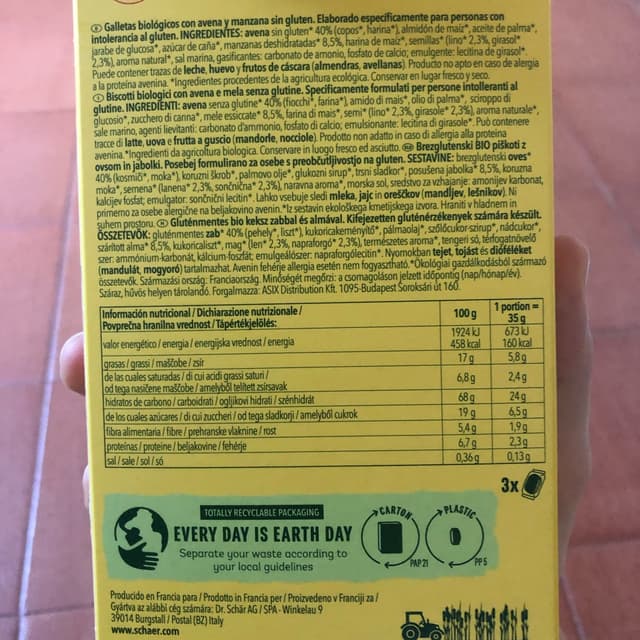 ES Galletas biológicos con avena y manzana sin gluten. Elaborado específicamente para personas con
intolerancia al gluten. INGREDIENTES: avena sin gluten* 40% (copos*, harina*), almidón de maíz*, aceite de palma*,
jarabe de glucosa*, azúcar de caña*, manzanas deshidratadas* 8,5%, harina de maíz*, semillas* (lino* 2,3%, girasol*
2,3%), aroma natural*, sal marina, gasificantes: carbonato de amonio, fosfato de calcio; emulgente: lecitina de girasol*.
Puede contener trazas de leche, huevo y frutos de cáscara (almendras, avellanas). Producto no apto en caso de alergia
a la proteína avenina. *Ingredientes procedentes de la agricultura ecológica. Conservar en lugar fresco y seco.
Biscotti biologici con avena e mela senza glutine. Specificamente formulati per persone intolleranti al
glutine. INGREDIENTI: avena senza glutine* 40% (fiocchi*, farina*), amido di mais*, olio di palma*, sciroppo di
glucosio*, zucchero di canna*, mele essiccate* 8,5%, farina di mais*, semi* (lino* 2,3%, girasole* 2,3%), aroma naturale*,
sale marino, agenti lievitanti: carbonato d'ammonio, fosfato di calcio; emulsionante: lecitina di girasole*. Può contenere
tracce di latte, uova e frutta a guscio (mandorle, nocciole). Prodotto non adatto in caso di allergia alla proteina
avenina. *Ingredienti da agricoltura biologica. Conservare in luogo fresco ed asciutto. Brezglutenski BIO piškoti z
ovsom in jabolki. Posebej formulirano za osebe s preobčutljivostjo na gluten. SESTAVINE: brezglutenski oves*
40% (kosmiči*, moka*), koruzni škrob*, palmovo olje*, glukozni sirup*, trsni sladkor*, posušena jabolka* 8,5%, koruzna
moka*, semena* (lanena* 2,3%, sončnična* 2,3%), naravna aroma*, morska sol, sredstvo za vzhajanje: amonijev karbonat,
kalcijev fosfat; emulgator: sončnični lecitin*. Lahko vsebuje sledi mleka, jajc in oreškov (mandljev, lešnikov). Ni
primerno za osebe alergične na beljakovino avenin. *Iz sestavin ekološkega kmetijskega izvora. Hraniti v hladnem in
suhem prostoru. Gluténmentes bio keksz zabbal és almával. Kifejezetten gluténérzékenyek számára készült.
ÖSSZETEVŐK: gluténmentes zab* 40% (pehely*, liszt*), kukoricakeményítő*, pálmaolaj*, szőlőcukor-szirup*, nádcukor*,
szárított alma* 8,5%, kukoricaliszt*, mag* (len* 2,3%, napraforgó* 2,3%), természetes aroma*, tengeri só, térfogatnövelő
szer: ammónium-karbonát, kálcium-foszfát; emulgeálószer: napraforgólecitin*. Nyomokban tejet, tojást és dióféléket
(mandulát, mogyoró) tartalmazhat. Avenin fehérje allergia esetén nem fogyasztható. *Ökológiai gazdálkodásból származó
összetevők. Származási ország: Franciaország. Minőségét megőrzi: a csomagoláson jelzett időpontig (nap/hónap/év).
Száraz, hűvös helyen tárolandó. Forgalmazza: ASIX Distribution Kft. 1095-Budapest Soroksári út 160.
Información nutricional / Dichiarazione nutrizionale /
Povprečna hranilna vrednost / Tápértékjelölés: 100 g 1 portion = 35 g
valor energético / energia / energijska vrednost / energia 1924 kJ 458 kcal 673 kJ 160 kcal
grasas / grassi / maščobe / zsír 17 g 5,8 g
de las cuales saturadas / di cui acidi grassi saturi /
od tega nasičene maščobe / amelyből telített zsírsavak 6,8 g 2,4 g
hidratos de carbono / carboidrati / ogljikovi hidrati / szénhidrát 68 g 24 g
de los cuales azúcares / di cui zuccheri / od tega sladkorji / amelyből cukrok 19 g 6,5 g
fibra alimentaria / fibre / prehranske vlaknine / rost 5,4 g 1,9 g
proteínas / proteine / beljakovine / fehérje 6,7 g 2,3 g
sal / sale / sol / só 0,36 g 0,13 g
3x
TOTALLY RECYCLABLE PACKAGING
EVERY DAY IS EARTH DAY
Separate your waste according to
your local guidelines
CARTON
PAP 21
PLASTIC
PP 5
Producido en Francia para / Prodotto in Francia per / Proizvedeno v Franciji za /
Gyártva az alábbi cég számára: Dr. Schär AG / SPA - Winkelau 9
39014 Burgstall / Postal (BZ) Italy
www.schaer.com